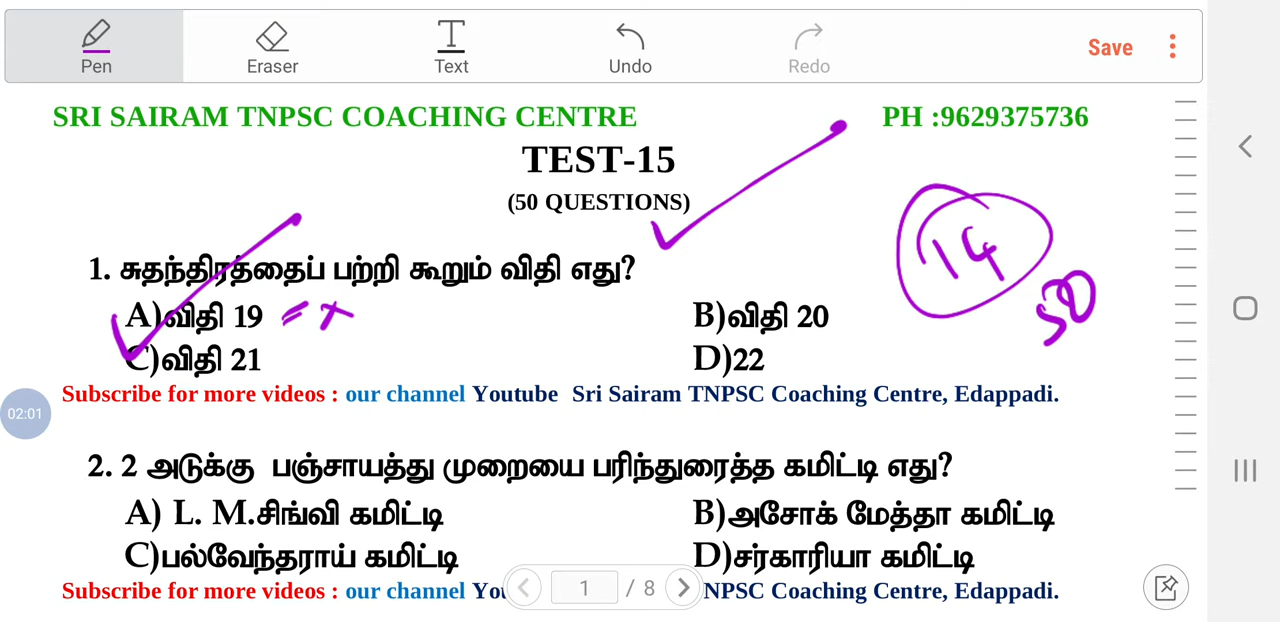 Pen Eraser Text Undo Redo Save
SRI SAIRAM TNPSC COACHING CENTRE PH :9629375736
TEST-15
(50 QUESTIONS)
14
50
1. சுதந்திரத்தைப் பற்றி கூறும் விதி எது?
A)விதி 19 = x B)விதி 20
C)விதி 21 D)22
Subscribe for more videos : our channel Youtube Sri Sairam TNPSC Coaching Centre, Edappadi.
02:01
2. 2 அடுக்கு பஞ்சாயத்து முறையை பரிந்துரைத்த கமிட்டி எது?
A) L. M.சிங்வி கமிட்டி B)அசோக் மேத்தா கமிட்டி
C)பல்வேந்தராய் கமிட்டி D)சர்காரியா கமிட்டி
Subscribe for more videos : our channel You NPSC Coaching Centre, Edappadi.
1 / 8